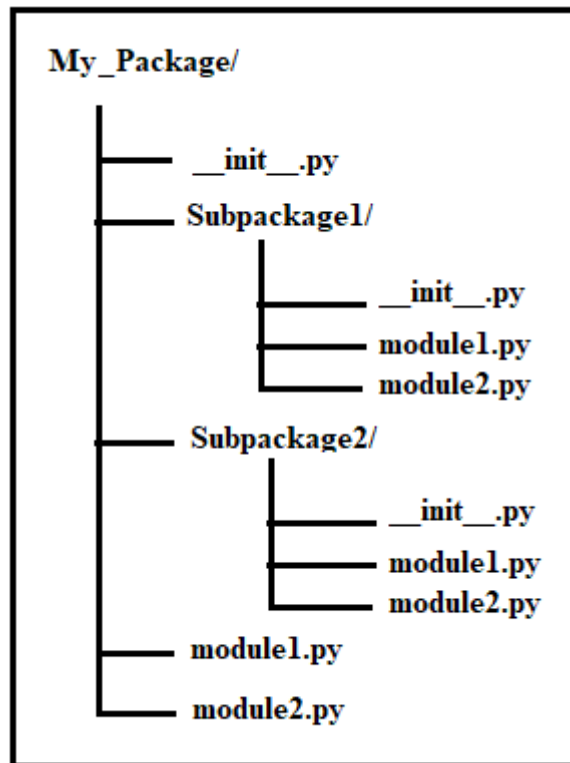 My_Package/
__init__.py
Subpackage1/
__init__.py
module1.py
module2.py
Subpackage2/
__init__.py
module1.py
module2.py
module1.py
module2.py